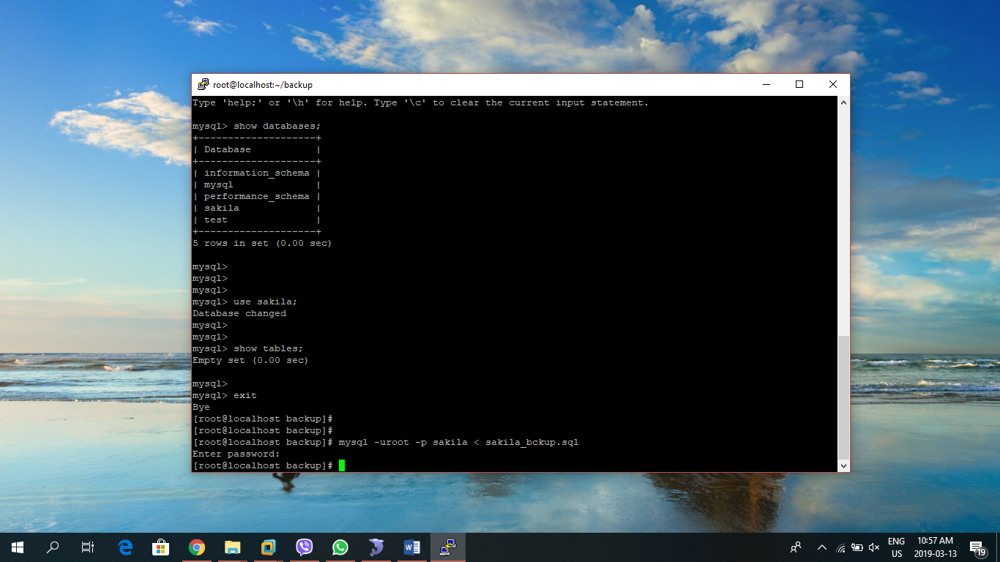 root@localhost:~/backup
Type 'help;' or '\h' for help. Type '\c' to clear the current input statement.
mysql> show databases;
+--------------------+
| Database           |
+--------------------+
| information_schema |
| mysql              |
| performance_schema |
| sakila             |
| test               |
+--------------------+
5 rows in set (0.00 sec)
mysql>
mysql>
mysql>
mysql> use sakila;
Database changed
mysql>
mysql>
mysql> show tables;
Empty set (0.00 sec)
mysql>
mysql> exit
Bye
[root@localhost backup]#
[root@localhost backup]#
[root@localhost backup]# mysql -uroot -p sakila < sakila_bckup.sql
Enter password:
[root@localhost backup]#
ENG
US
10:57 AM
2019-03-13
19